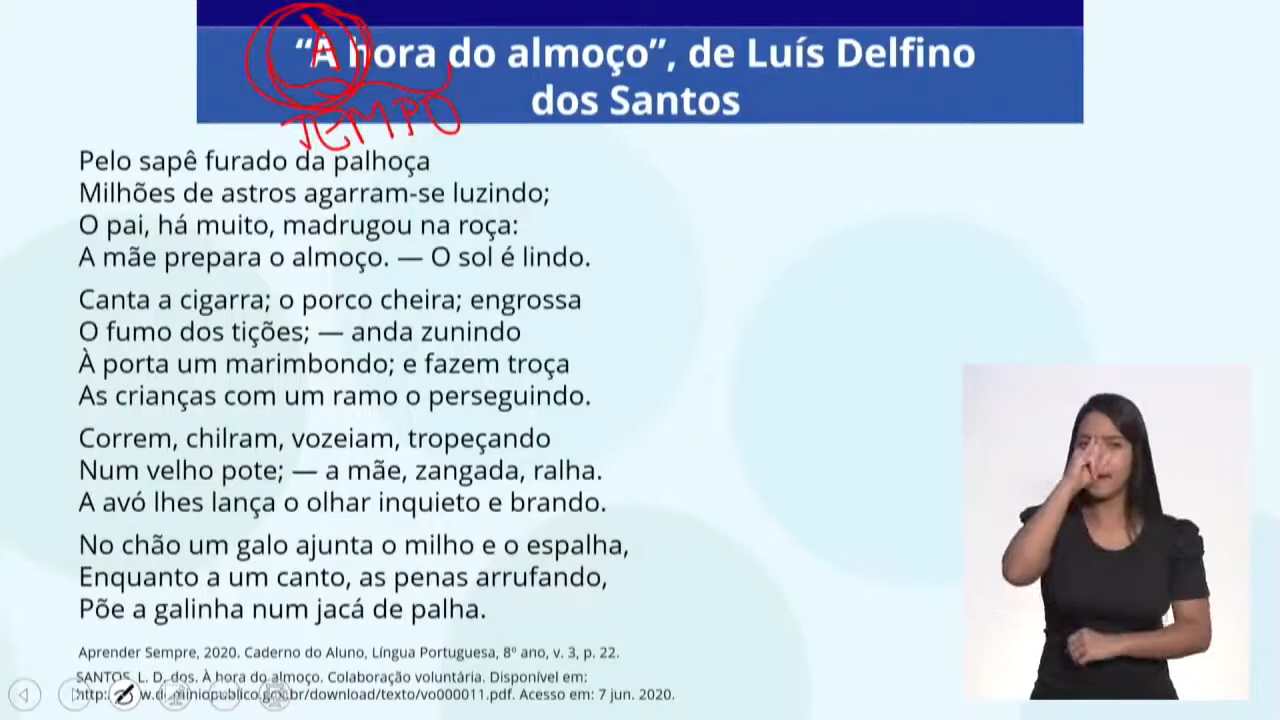 “À hora do almoço”, de Luís Delfino
dos Santos
TEMPO
Pelo sapê furado da palhoça
Milhões de astros agarram-se luzindo;
O pai, há muito, madrugou na roça:
A mãe prepara o almoço. — O sol é lindo.
Canta a cigarra; o porco cheira; engrossa
O fumo dos tições; — anda zunindo
À porta um marimbondo; e fazem troça
As crianças com um ramo o perseguindo.
Correm, chilram, vozeiam, tropeçando
Num velho pote; — a mãe, zangada, ralha.
A avó lhes lança o olhar inquieto e brando.
No chão um galo ajunta o milho e o espalha,
Enquanto a um canto, as penas arrufando,
Põe a galinha num jacá de palha.
Aprender Sempre, 2020. Caderno do Aluno, Língua Portuguesa, 8º ano, v. 3, p. 22.
SANTOS, L. D. dos. À hora do almoço. Colaboração voluntária. Disponível em:
/download/texto/vo000011.pdf. Acesso em: 7 jun. 2020.